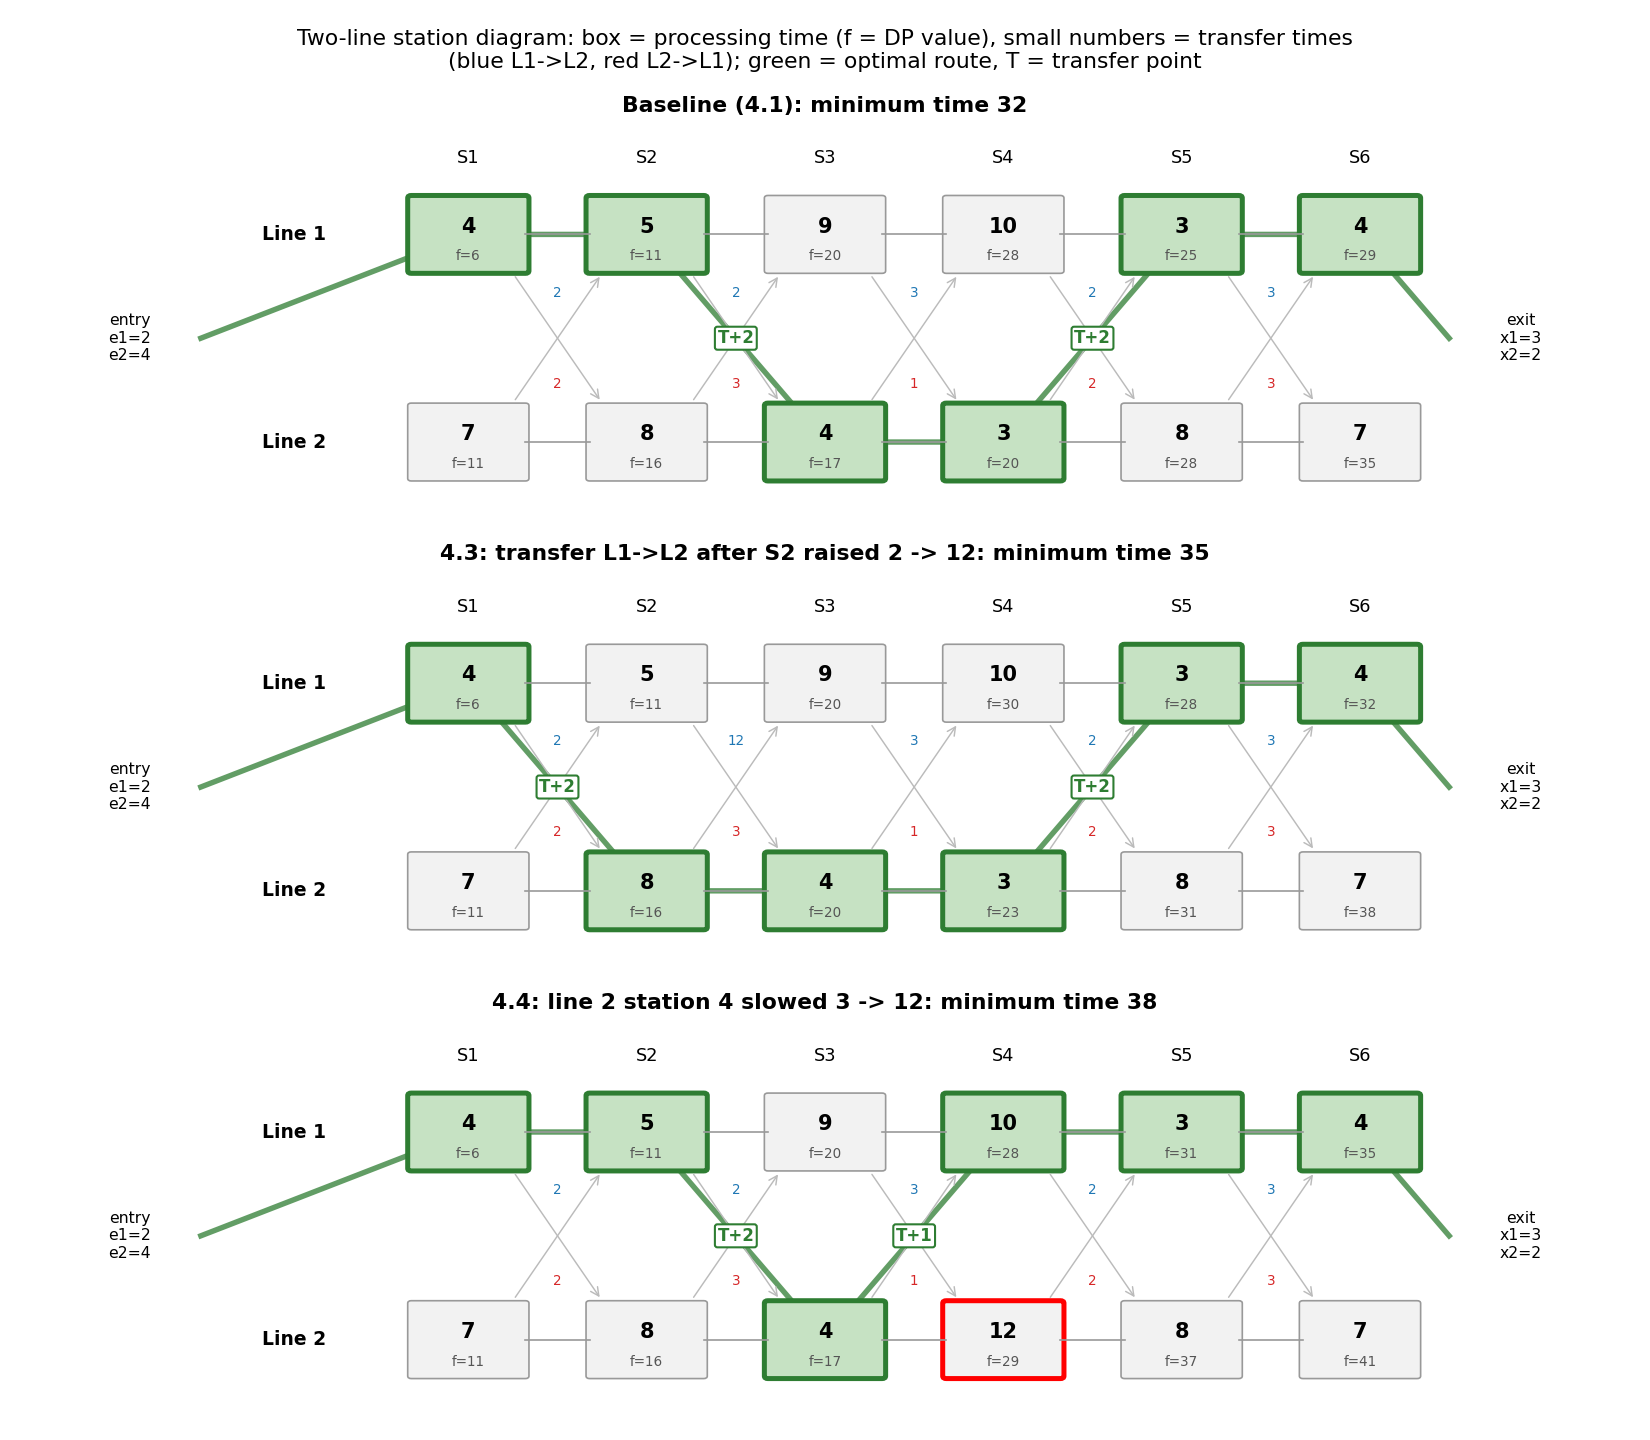 Two-line station diagram: box = processing time (f = DP value), small numbers = transfer times
(blue L1->L2, red L2->L1); green = optimal route, T = transfer point
Baseline (4.1): minimum time 32
S1 S2 S3 S4 S5 S6
Line 1
4 5 9 10 3 4
f=6 f=11 f=20 f=28 f=25 f=29
2 2 3 2 3
entry
e1=2
e2=4
T+2 T+2
exit
x1=3
x2=2
2 3 1 2 3
Line 2
7 8 4 3 8 7
f=11 f=16 f=17 f=20 f=28 f=35
4.3: transfer L1->L2 after S2 raised 2 -> 12: minimum time 35
S1 S2 S3 S4 S5 S6
Line 1
4 5 9 10 3 4
f=6 f=11 f=20 f=30 f=28 f=32
2 12 3 2 3
entry
e1=2
e2=4
T+2 T+2
exit
x1=3
x2=2
2 3 1 2 3
Line 2
7 8 4 3 8 7
f=11 f=16 f=20 f=23 f=31 f=38
4.4: line 2 station 4 slowed 3 -> 12: minimum time 38
S1 S2 S3 S4 S5 S6
Line 1
4 5 9 10 3 4
f=6 f=11 f=20 f=28 f=31 f=35
2 2 3 2 3
entry
e1=2
e2=4
T+2 T+1
exit
x1=3
x2=2
2 3 1 2 3
Line 2
7 8 4 12 8 7
f=11 f=16 f=17 f=29 f=37 f=41